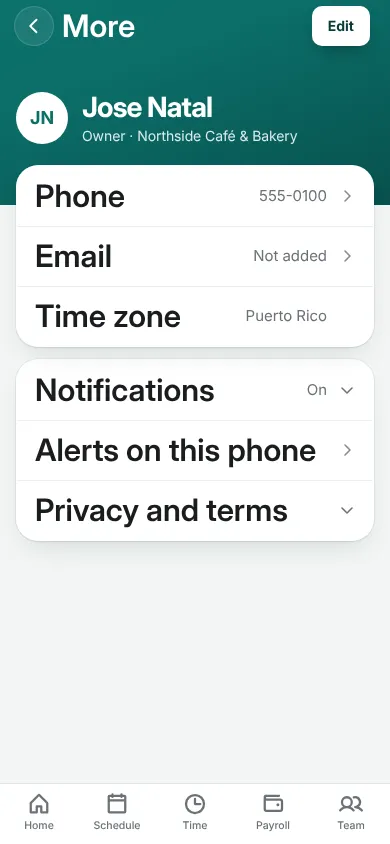 More
Edit
JN
Jose Natal
Owner · Northside Café & Bakery
Phone 555-0100
Email Not added
Time zone Puerto Rico
Notifications On
Alerts on this phone
Privacy and terms
Home Schedule Time Payroll Team